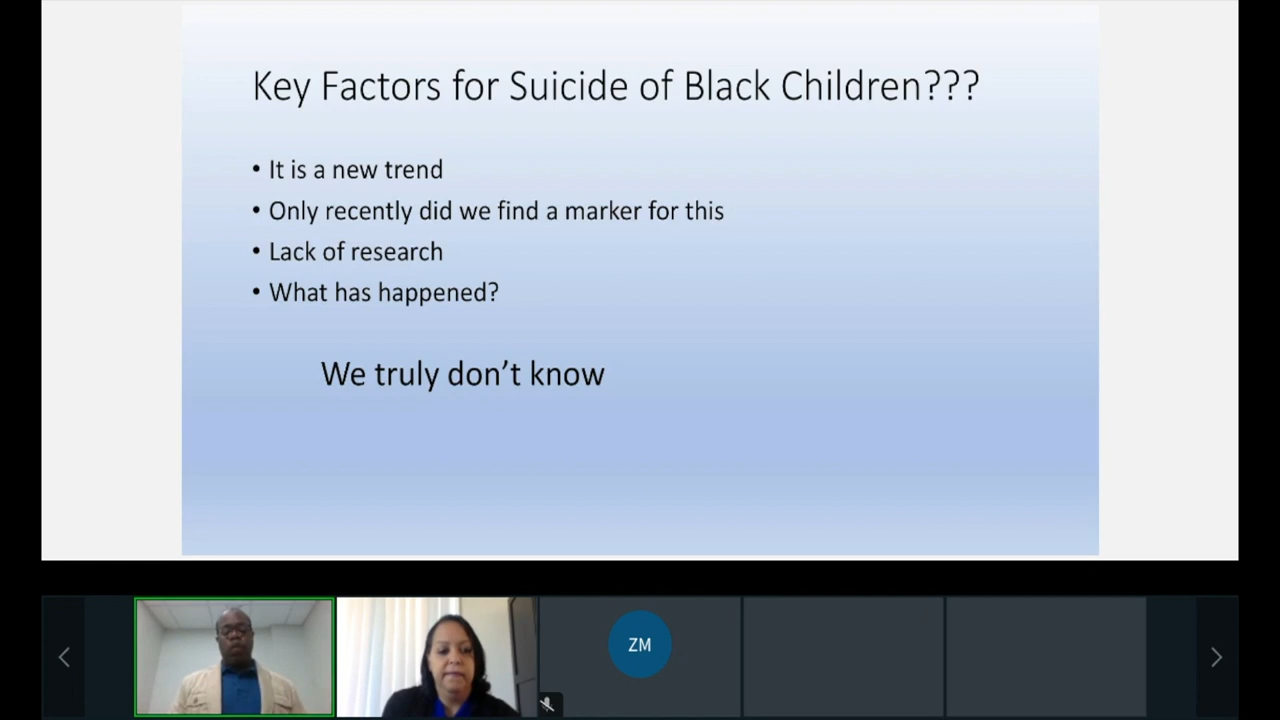 Key Factors for Suicide of Black Children???
• It is a new trend
• Only recently did we find a marker for this
• Lack of research
• What has happened?
We truly don’t know
ZM